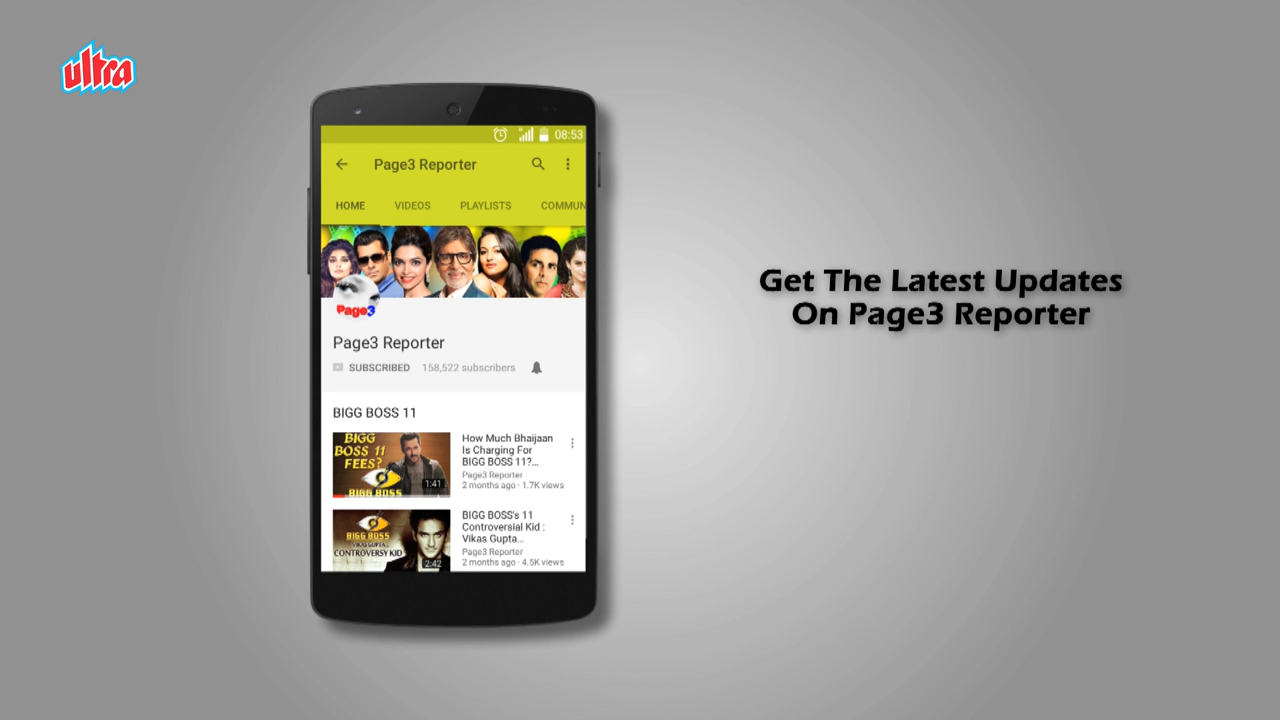 ultra
08:53
Page3 Reporter
HOME VIDEOS PLAYLISTS COMMUN
Page3
Page3 Reporter
SUBSCRIBED 158,522 subscribers
BIGG BOSS 11
BIGG
BOSS 11
FEES?
BIGG BOSS
1:41
How Much Bhaijaan
Is Charging For
BIGG BOSS 11?...
Page3 Reporter
2 months ago · 1.7K views
BIGG BOSS
VIKAS GUPTA :
CONTROVERSY KID
2:42
BIGG BOSS's 11
Controversial Kid :
Vikas Gupta...
Page3 Reporter
2 months ago · 4.5K views
Get The Latest Updates
On Page3 Reporter